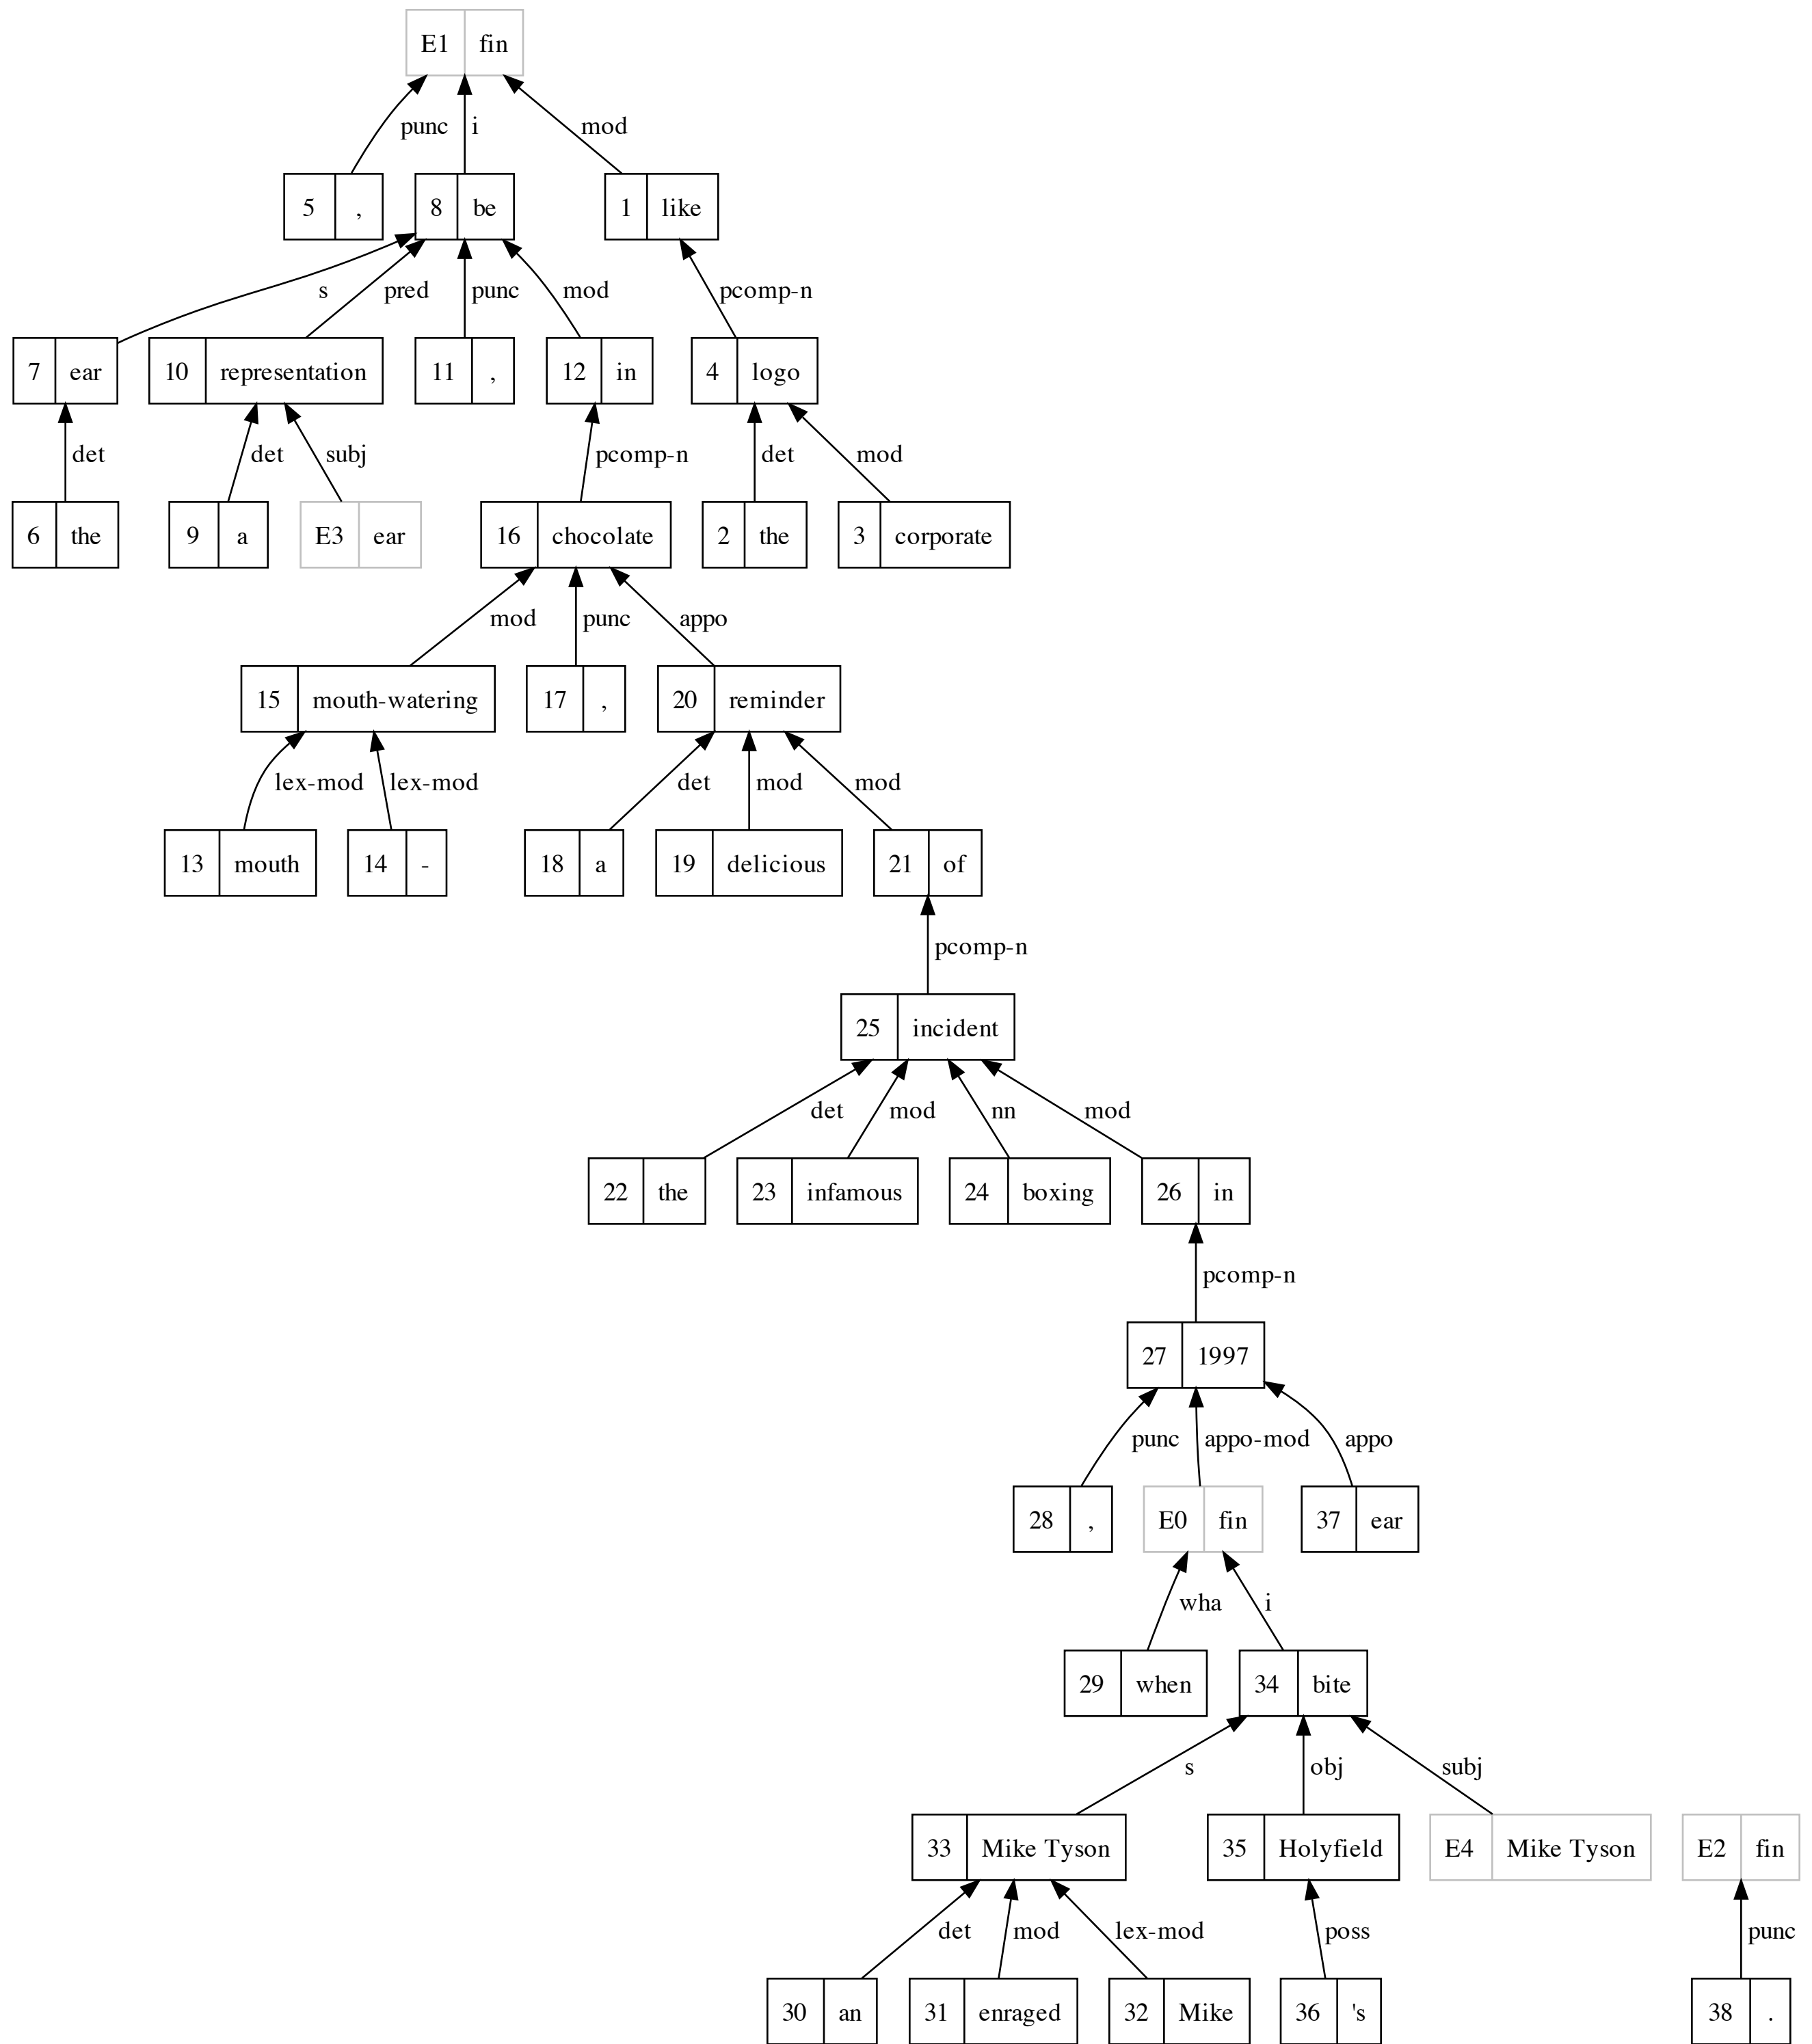 E1 fin
punc i mod
5 , 8 be 1 like
s pred punc mod pcomp-n
7 ear 10 representation 11 , 12 in 4 logo
det det subj pcomp-n det mod
6 the 9 a E3 ear 16 chocolate 2 the 3 corporate
mod punc appo
15 mouth-watering 17 , 20 reminder
lex-mod lex-mod det mod mod
13 mouth 14 - 18 a 19 delicious 21 of
pcomp-n
25 incident
det mod nn mod
22 the 23 infamous 24 boxing 26 in
pcomp-n
27 1997
punc appo-mod appo
28 , E0 fin 37 ear
wha i
29 when 34 bite
s obj subj
33 Mike Tyson 35 Holyfield E4 Mike Tyson E2 fin
det mod lex-mod poss punc
30 an 31 enraged 32 Mike 36 's 38 .